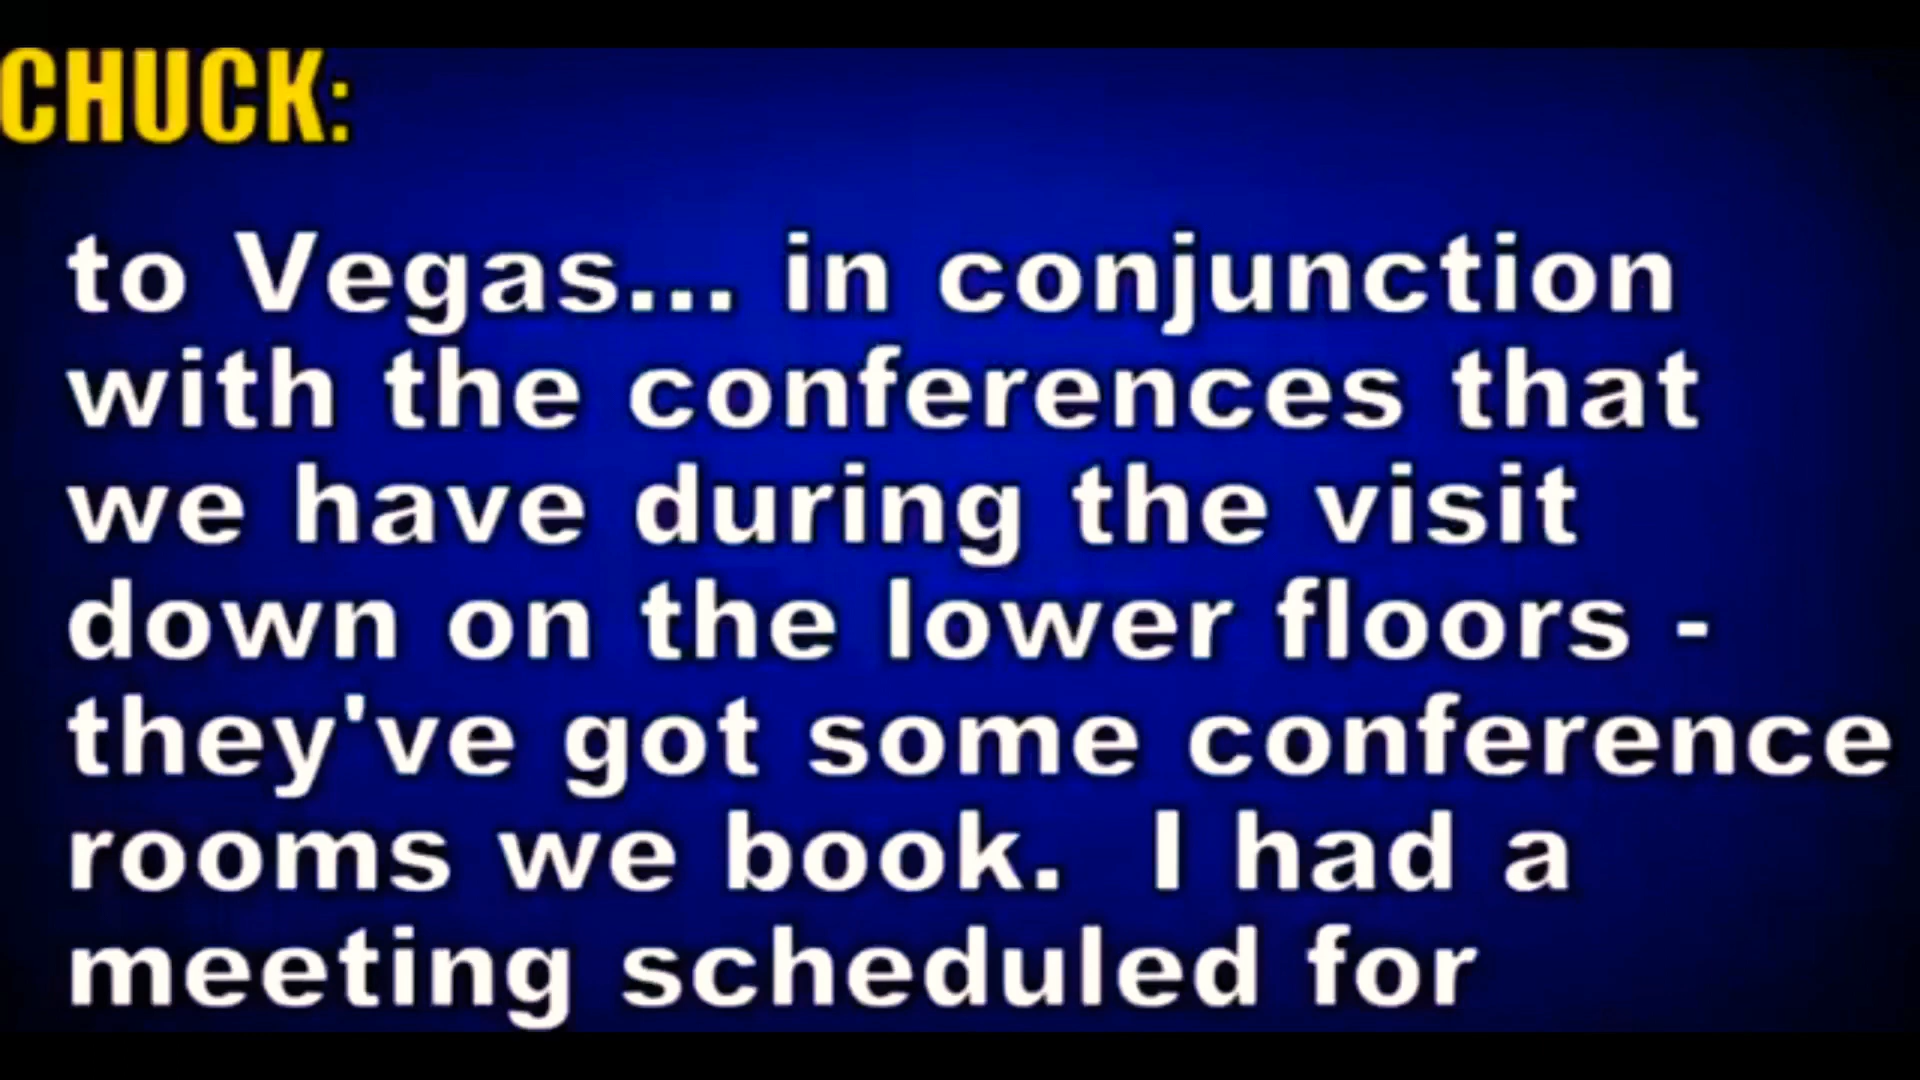 CHUCK:
to Vegas... in conjunction
with the conferences that
we have during the visit
down on the lower floors -
they've got some conference
rooms we book.  I had a
meeting scheduled for